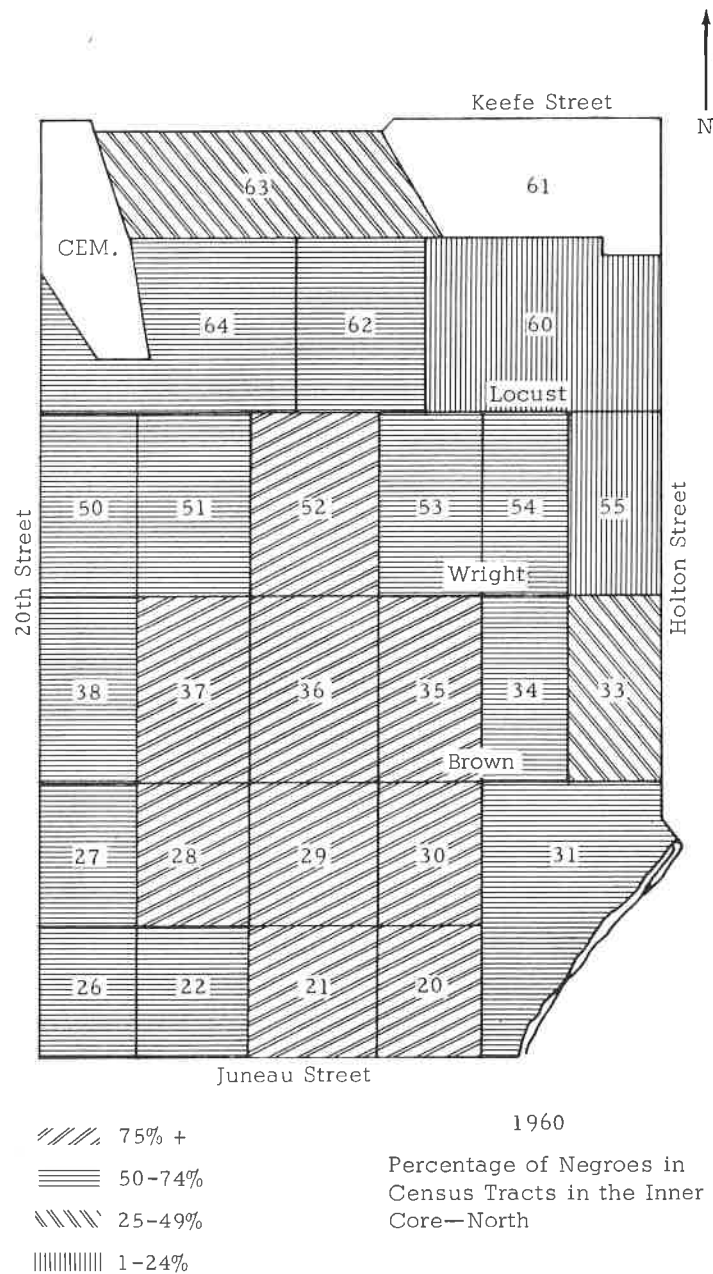 Keefe Street
N
63
61
CEM.
64
62
60
Locust
50
51
52
53
54
55
20th Street
Holton Street
Wright
38
37
36
35
34
33
Brown
27
28
29
30
31
26
22
21
20
Juneau Street
75% +
50-74%
25-49%
1-24%
1960
Percentage of Negroes in
Census Tracts in the Inner
Core—North